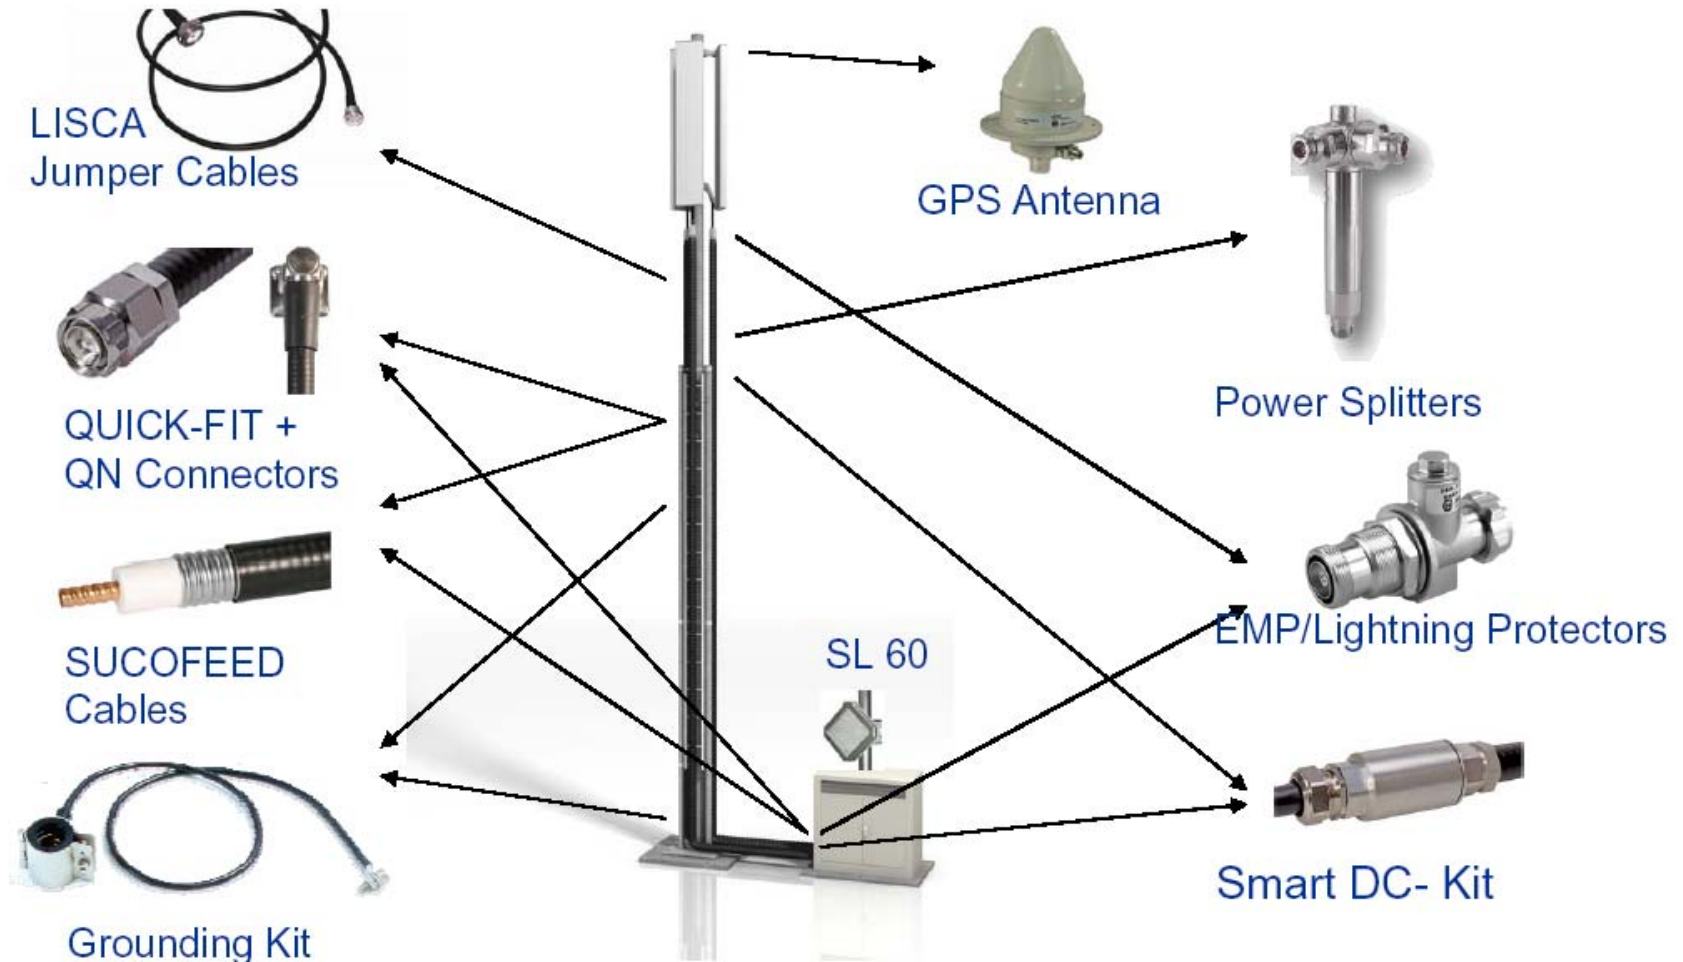 LISCA
Jumper Cables
GPS Antenna
Power Splitters
QUICK-FIT +
QN Connectors
EMP/Lightning Protectors
SL 60
SUCOFEED
Cables
Smart DC- Kit
Grounding Kit